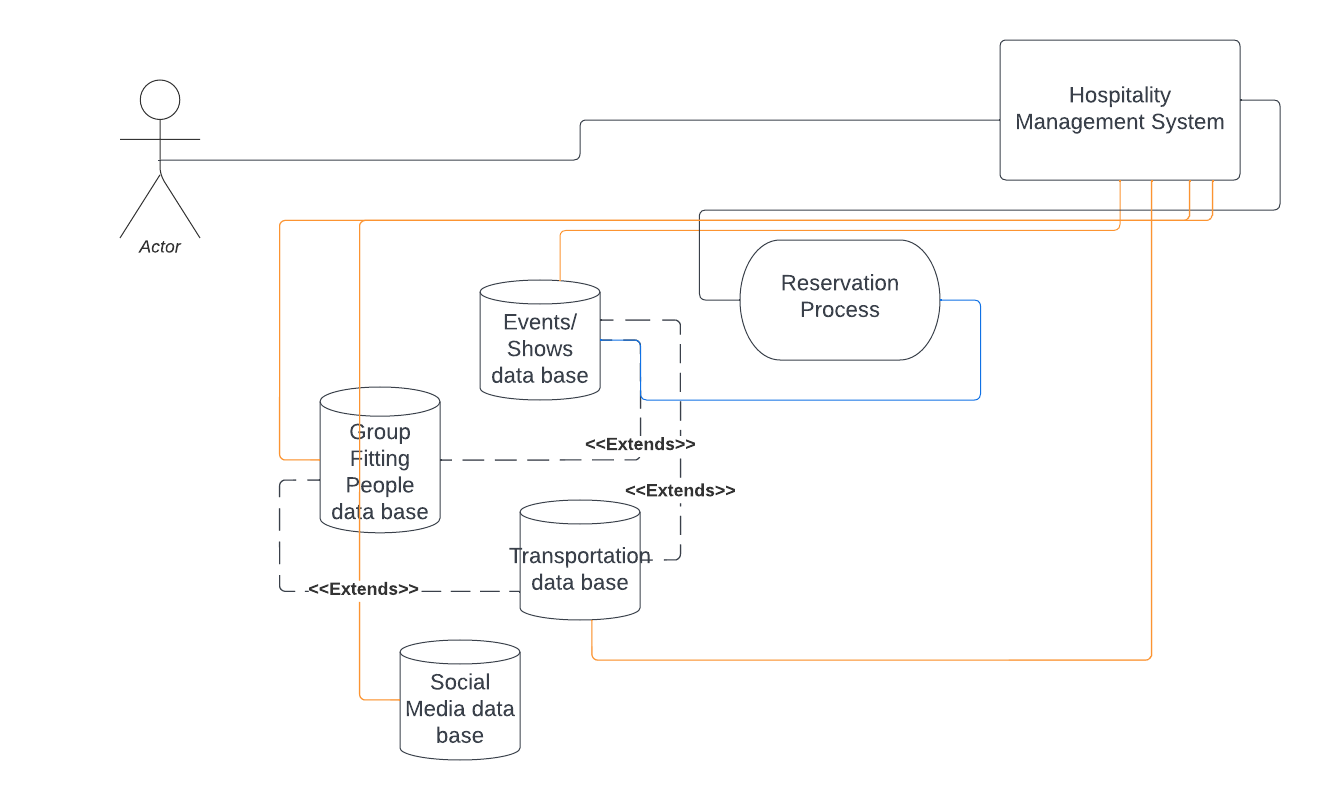 Hospitality
Management System
Actor
Reservation
Process
Events/
Shows
data base
Group
Fitting
People
data base
<<Extends>>
<<Extends>>
Transportation
data base
<<Extends>>
Social
Media data
base